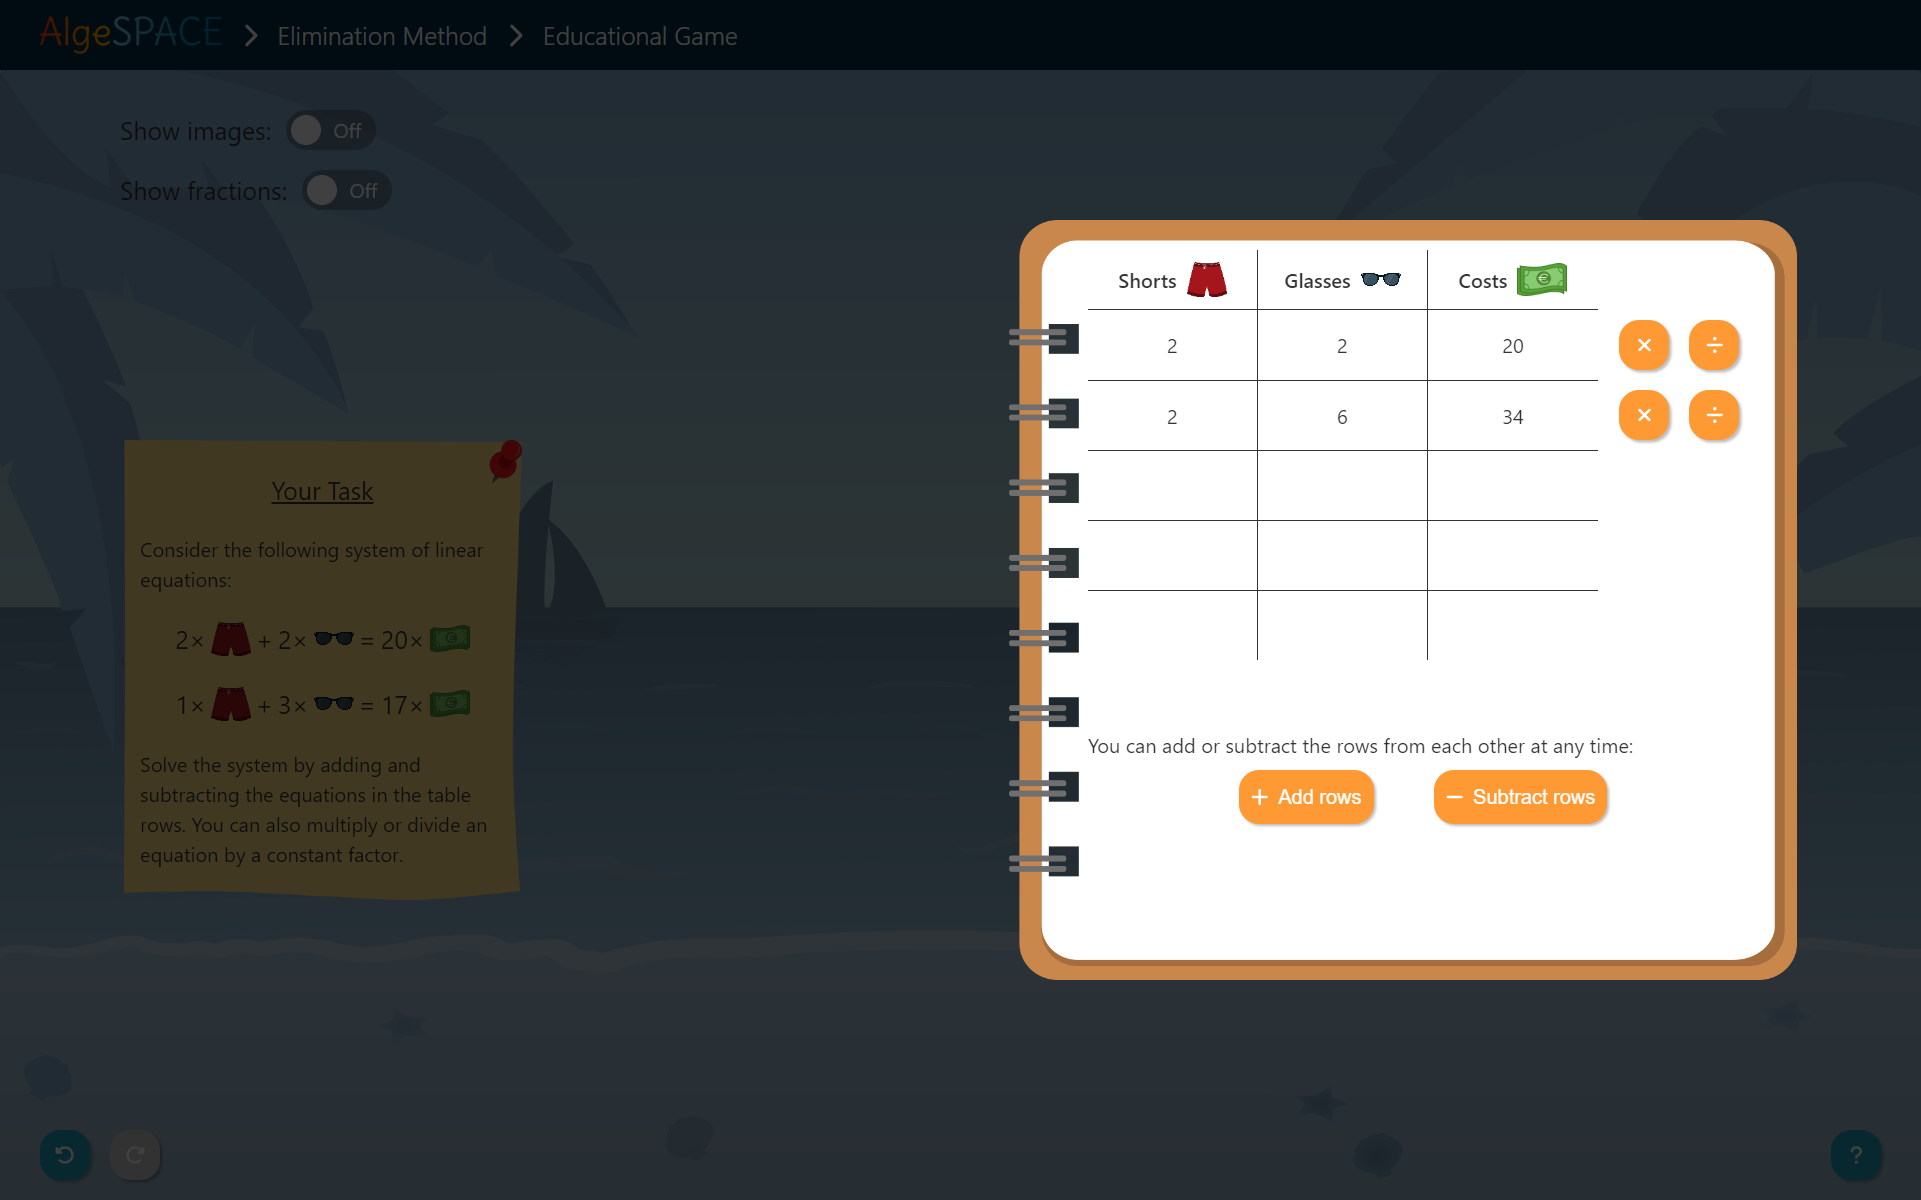 AlgeSPACE > Elimination Method > Educational Game
Show images: Off
Show fractions: Off
Your Task
Consider the following system of linear
equations:
2× + 2× = 20×
1× + 3× = 17×
Solve the system by adding and
subtracting the equations in the table
rows. You can also multiply or divide an
equation by a constant factor.
Shorts Glasses Costs
2 2 20 × ÷
2 6 34 × ÷
You can add or subtract the rows from each other at any time:
+ Add rows − Subtract rows
?